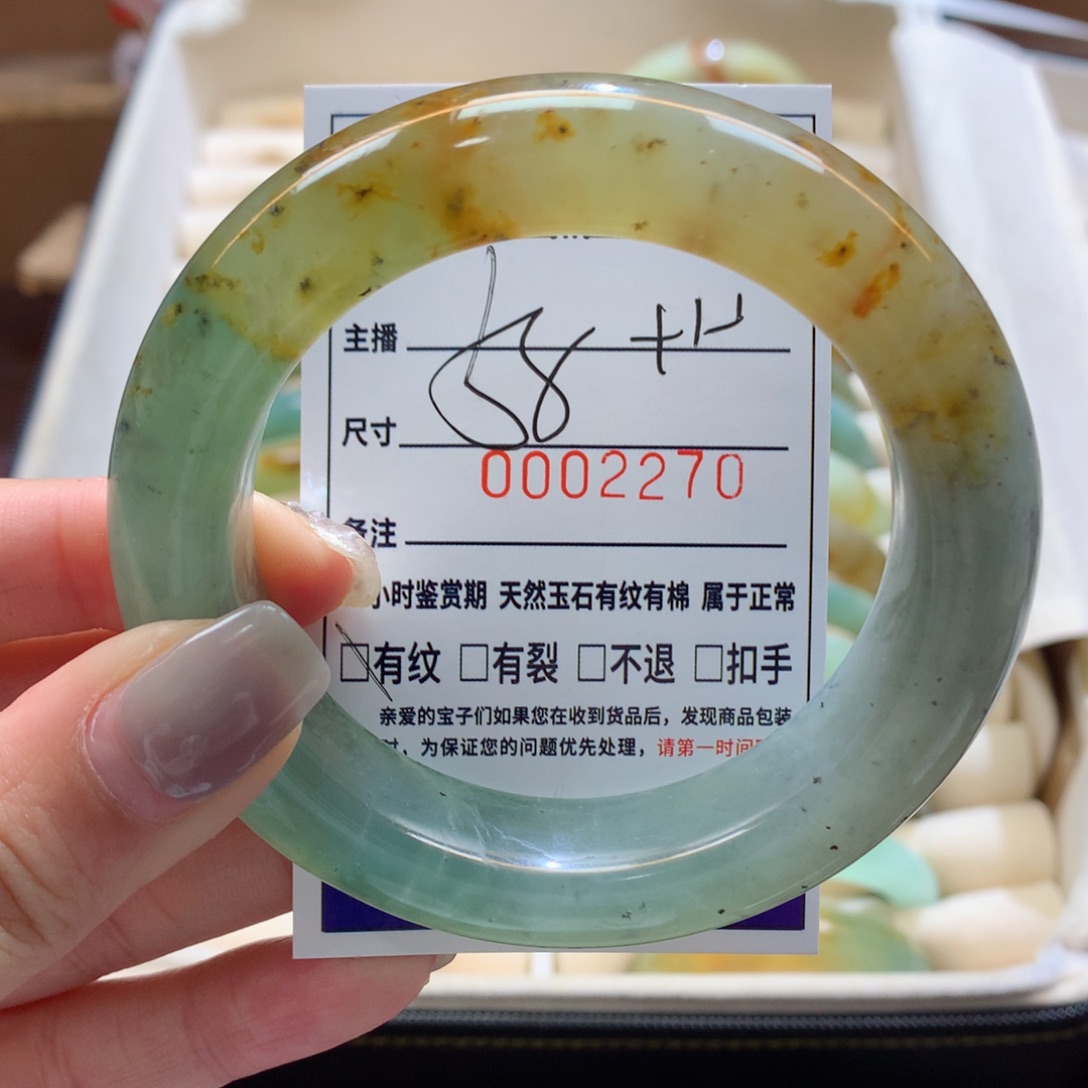 主播
58
尺寸
0002270
备注
小时鉴赏期 天然玉石有纹有棉 属于正常
□有纹 □有裂 □不退 □扣手
亲爱的宝子们如果您在收到货品后，发现商品包装
，为保证您的问题优先处理，请第一时间